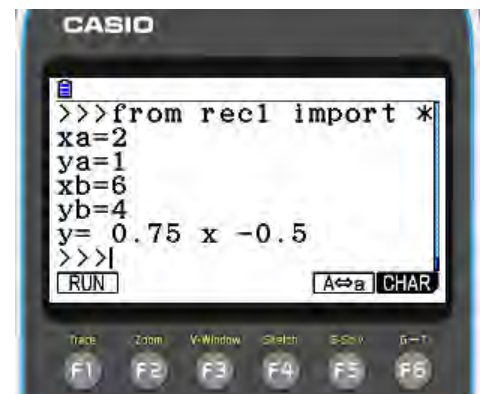 CASIO
>>>from rec1 import *
xa=2
ya=1
xb=6
yb=4
y= 0.75 x -0.5
>>>
RUN A⇔a CHAR
Trace Zoom V-Window Sketch G-Solv G↔T
F1 F2 F3 F4 F5 F6